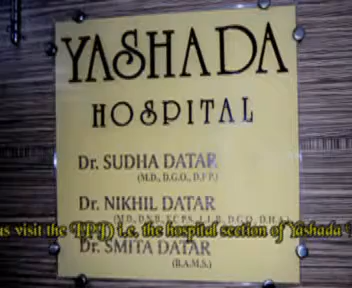 YASHADA
HOSPITAL
Dr. SUDHA DATAR
(M.D., D.G.O., D.F.P.)
Dr. NIKHIL DATAR
(M.D., D.N.B., F.C.P.S., L.L.B., D.G.O., D.H.A.)
us visit the i.e. the hospital section of Yashada
Dr. SMITA DATAR
(B.A.M.S.)